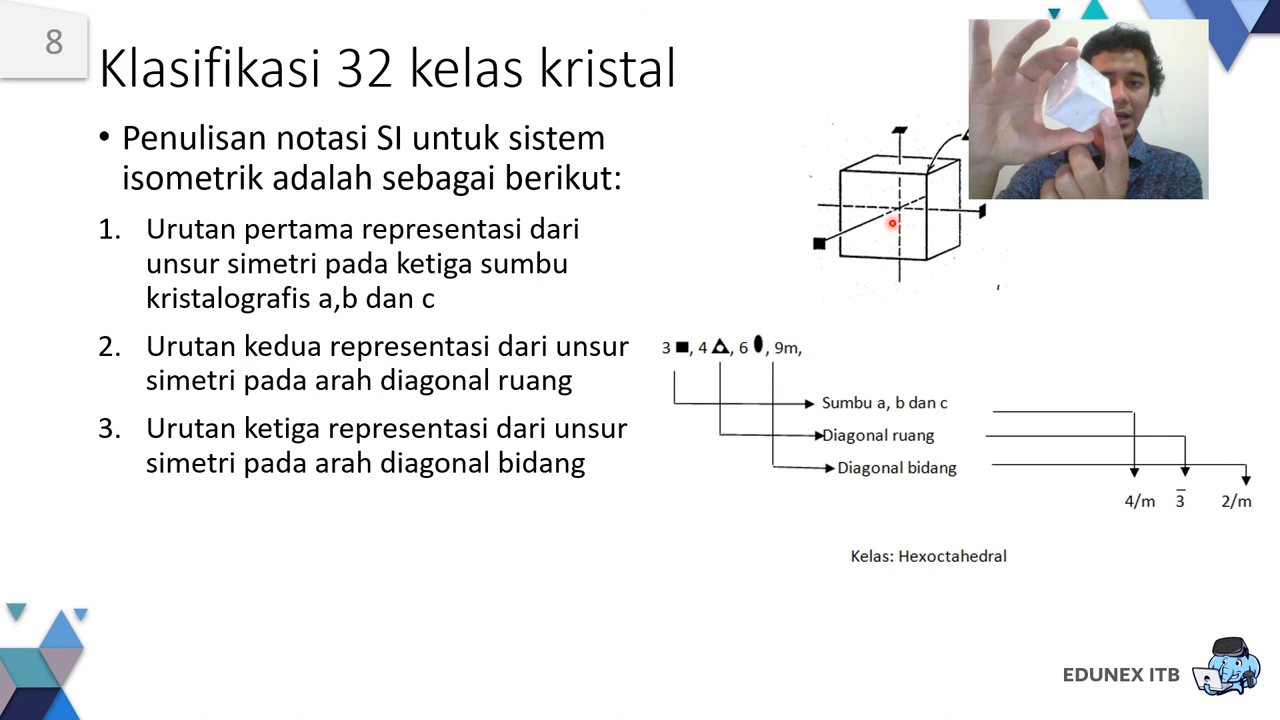 8
Klasifikasi 32 kelas kristal
• Penulisan notasi SI untuk sistem
isometrik adalah sebagai berikut:
1. Urutan pertama representasi dari
unsur simetri pada ketiga sumbu
kristalografis a,b dan c
2. Urutan kedua representasi dari unsur
simetri pada arah diagonal ruang
3. Urutan ketiga representasi dari unsur
simetri pada arah diagonal bidang
3 ■, 4 ▲, 6 ⬮, 9m,
Sumbu a, b dan c
Diagonal ruang
Diagonal bidang
4/m 3̅ 2/m
Kelas: Hexoctahedral
EDUNEX ITB